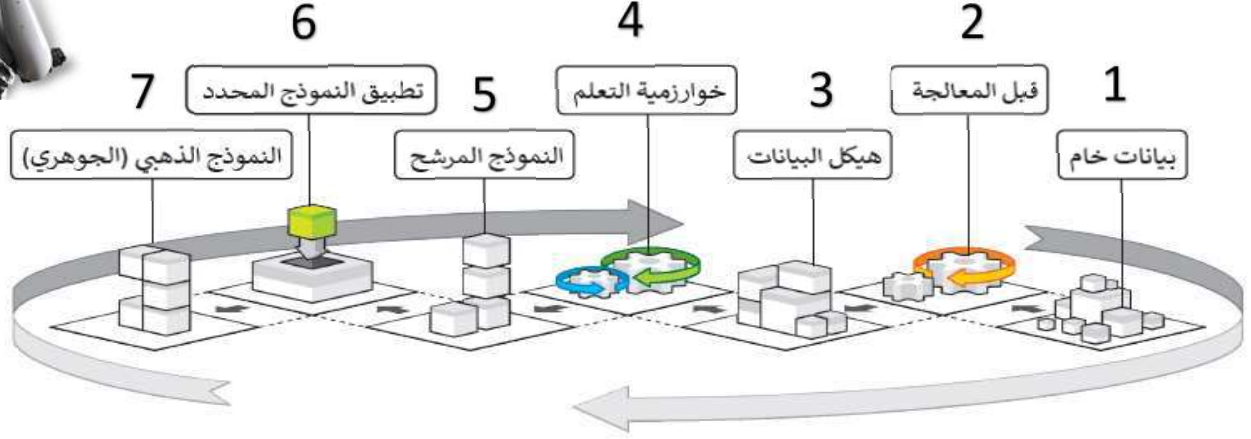 1
بيانات خام
2
قبل المعالجة
3
هيكل البيانات
4
خوارزمية التعلم
5
النموذج المرشح
6
تطبيق النموذج المحدد
7
النموذج الذهبي (الجوهري)